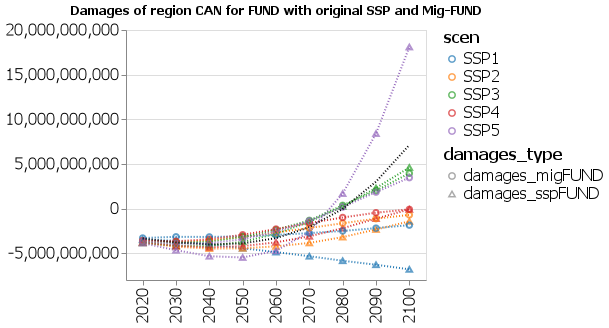 Damages of region CAN for FUND with original SSP and Mig-FUND
20,000,000,000
15,000,000,000
10,000,000,000
5,000,000,000
0
-5,000,000,000
2020
2030
2040
2050
2060
2070
2080
2090
2100
scen
SSP1
SSP2
SSP3
SSP4
SSP5
damages_type
damages_migFUND
damages_sspFUND